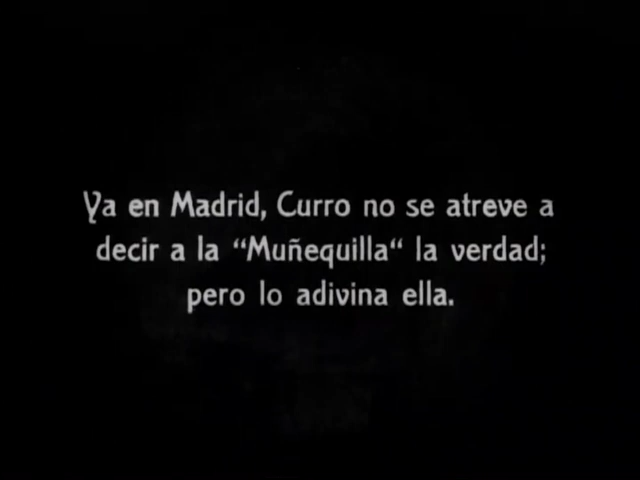 Ya en Madrid, Curro no se atreve a
decir a la “Muñequilla“ la verdad;
pero lo adivina ella.